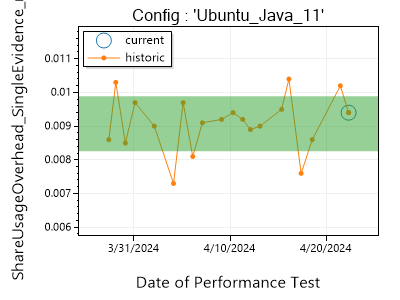 Config : 'Ubuntu_Java_11'
current
historic
0.011
0.01
0.009
0.008
0.007
0.006
ShareUsageOverhead_SingleEvidence_
3/31/2024
4/10/2024
4/20/2024
Date of Performance Test